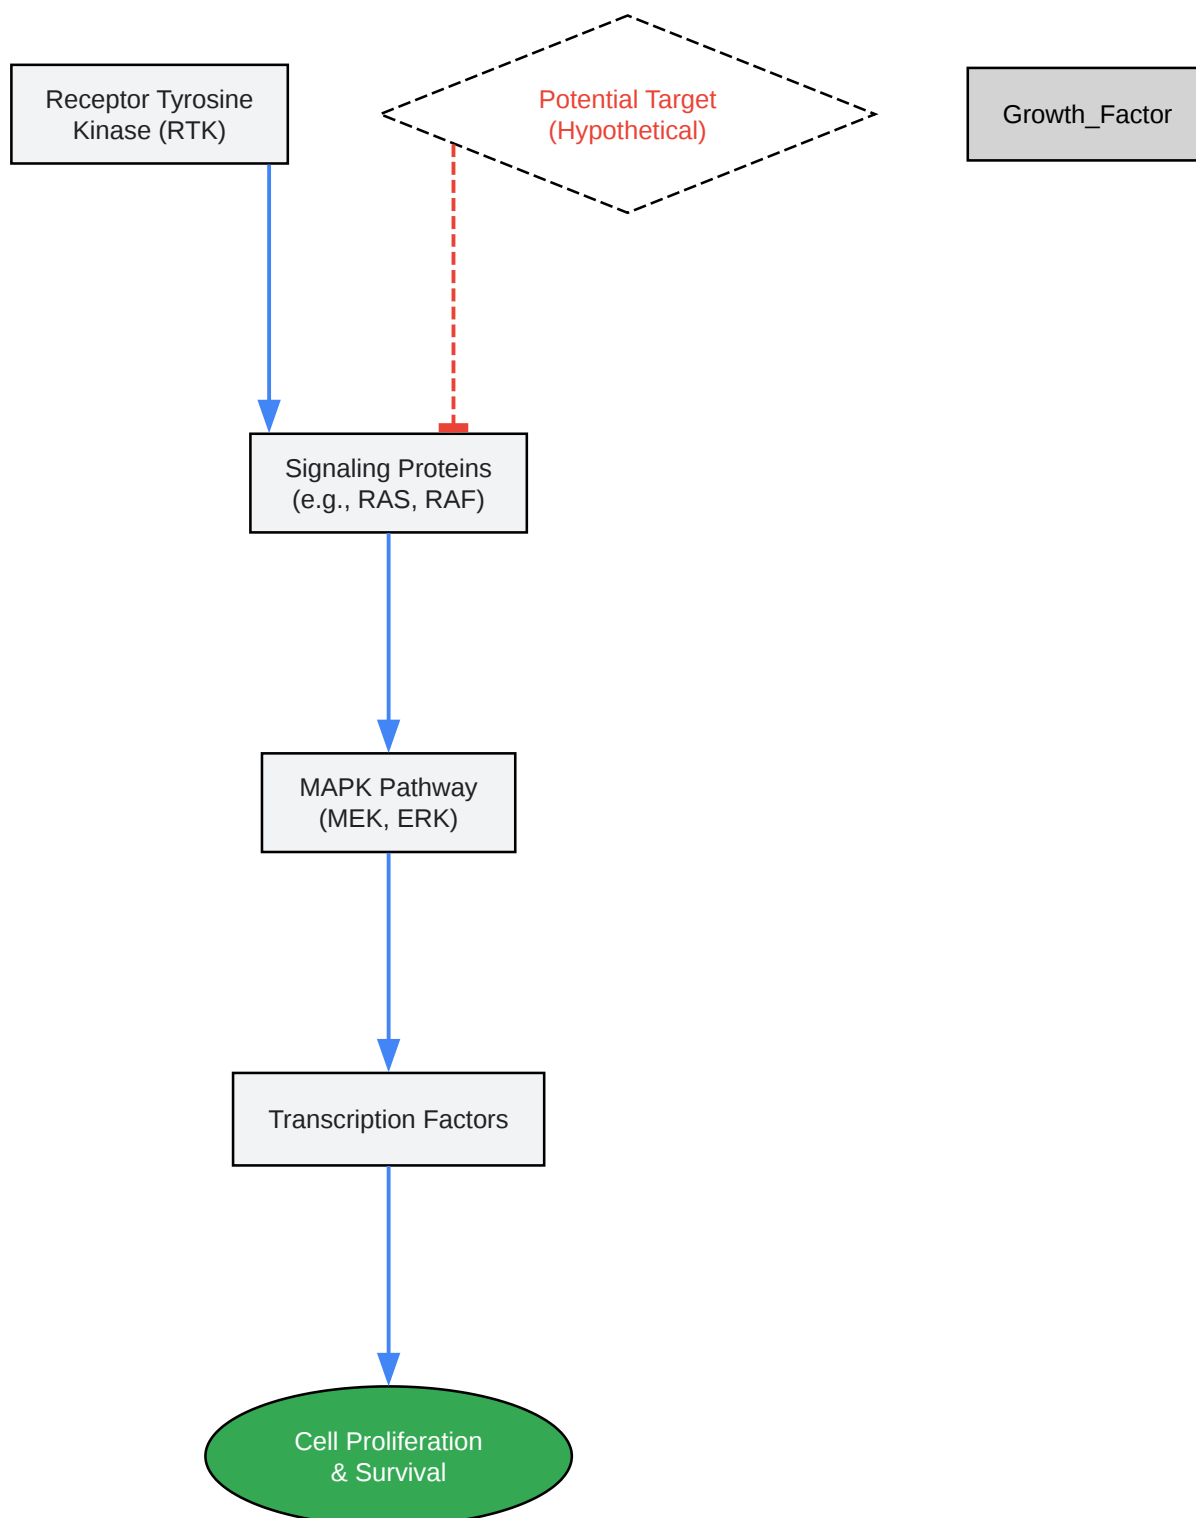 Receptor Tyrosine
Kinase (RTK)
Potential Target
(Hypothetical)
Growth_Factor
Signaling Proteins
(e.g., RAS, RAF)
MAPK Pathway
(MEK, ERK)
Transcription Factors
Cell Proliferation
& Survival